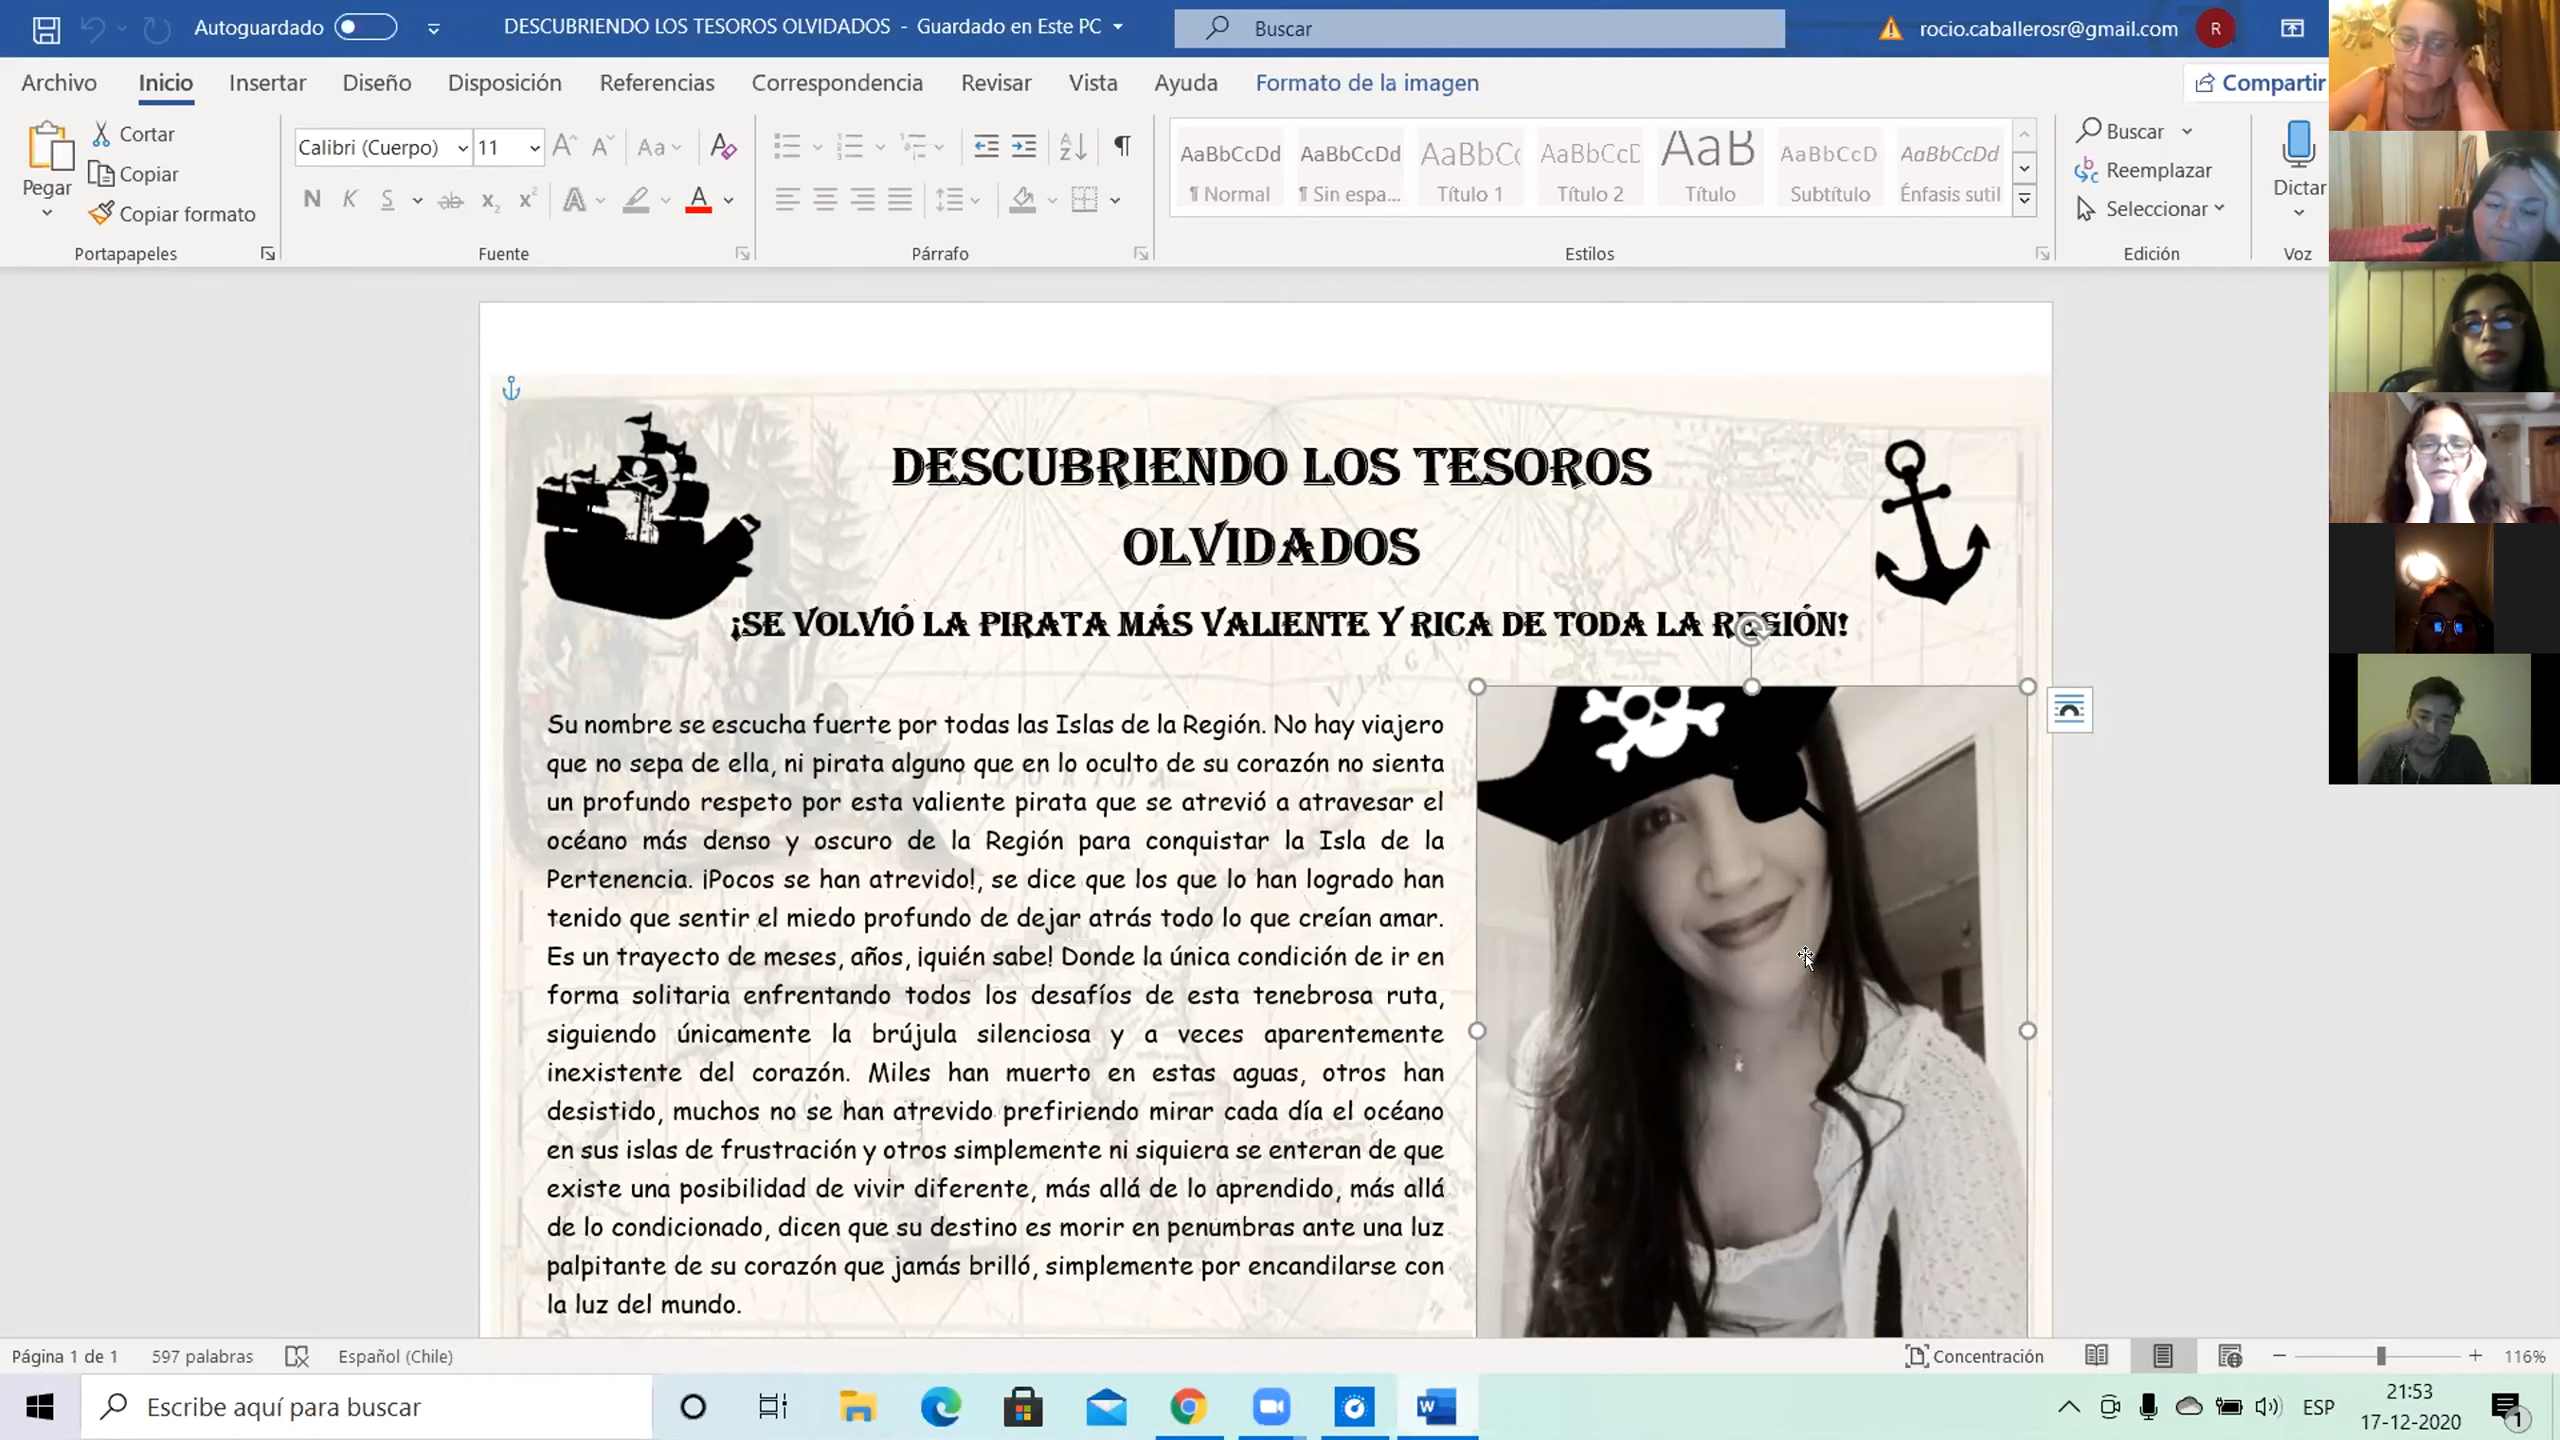 Autoguardado
DESCUBRIENDO LOS TESOROS OLVIDADOS - Guardado en Este PC
Buscar
rocio.caballerosr@gmail.com
R
Archivo Inicio Insertar Diseño Disposición Referencias Correspondencia Revisar Vista Ayuda Formato de la imagen
Compartir
Pegar
Cortar
Copiar
Copiar formato
Portapapeles
Calibri (Cuerpo) 11
Fuente
Párrafo
AaBbCcDd
¶ Normal
AaBbCcDd
¶ Sin espa...
AaBbCc
Título 1
AaBbCcD
Título 2
AaB
Título
AaBbCcD
Subtítulo
AaBbCcDd
Énfasis sutil
Estilos
Buscar
Reemplazar
Seleccionar
Edición
Dictar
Voz
DESCUBRIENDO LOS TESOROS
OLVIDADOS
¡SE VOLVIÓ LA PIRATA MÁS VALIENTE Y RICA DE TODA LA REGIÓN!
Su nombre se escucha fuerte por todas las Islas de la Región. No hay viajero
que no sepa de ella, ni pirata alguno que en lo oculto de su corazón no sienta
un profundo respeto por esta valiente pirata que se atrevió a atravesar el
océano más denso y oscuro de la Región para conquistar la Isla de la
Pertenencia. ¡Pocos se han atrevido!, se dice que los que lo han logrado han
tenido que sentir el miedo profundo de dejar atrás todo lo que creían amar.
Es un trayecto de meses, años, ¡quién sabe! Donde la única condición de ir en
forma solitaria enfrentando todos los desafíos de esta tenebrosa ruta,
siguiendo únicamente la brújula silenciosa y a veces aparentemente
inexistente del corazón. Miles han muerto en estas aguas, otros han
desistido, muchos no se han atrevido prefiriendo mirar cada día el océano
en sus islas de frustración y otros simplemente ni siquiera se enteran de que
existe una posibilidad de vivir diferente, más allá de lo aprendido, más allá
de lo condicionado, dicen que su destino es morir en penumbras ante una luz
palpitante de su corazón que jamás brilló, simplemente por encandilarse con
la luz del mundo.
Página 1 de 1 597 palabras Español (Chile)
Concentración
116%
Escribe aquí para buscar
ESP
21:53
17-12-2020
1